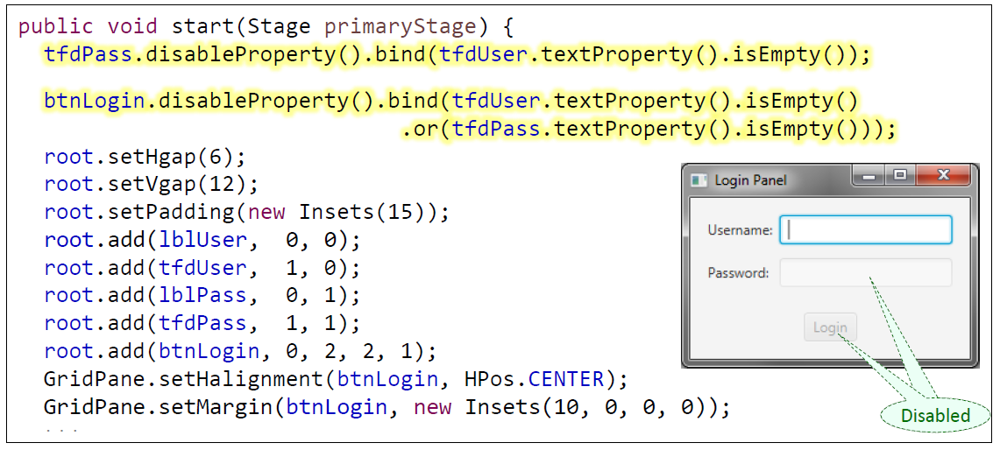 public void start(Stage primaryStage) {
tfdPass.disableProperty().bind(tfdUser.textProperty().isEmpty());
btnLogin.disableProperty().bind(tfdUser.textProperty().isEmpty()
.or(tfdPass.textProperty().isEmpty()));
root.setHgap(6);
root.setVgap(12);
root.setPadding(new Insets(15));
root.add(lblUser,  0, 0);
root.add(tfdUser,  1, 0);
root.add(lblPass,  0, 1);
root.add(tfdPass,  1, 1);
root.add(btnLogin, 0, 2, 2, 1);
GridPane.setHalignment(btnLogin, HPos.CENTER);
GridPane.setMargin(btnLogin, new Insets(10, 0, 0, 0));
...
Login Panel
Username:
Password:
Login
Disabled